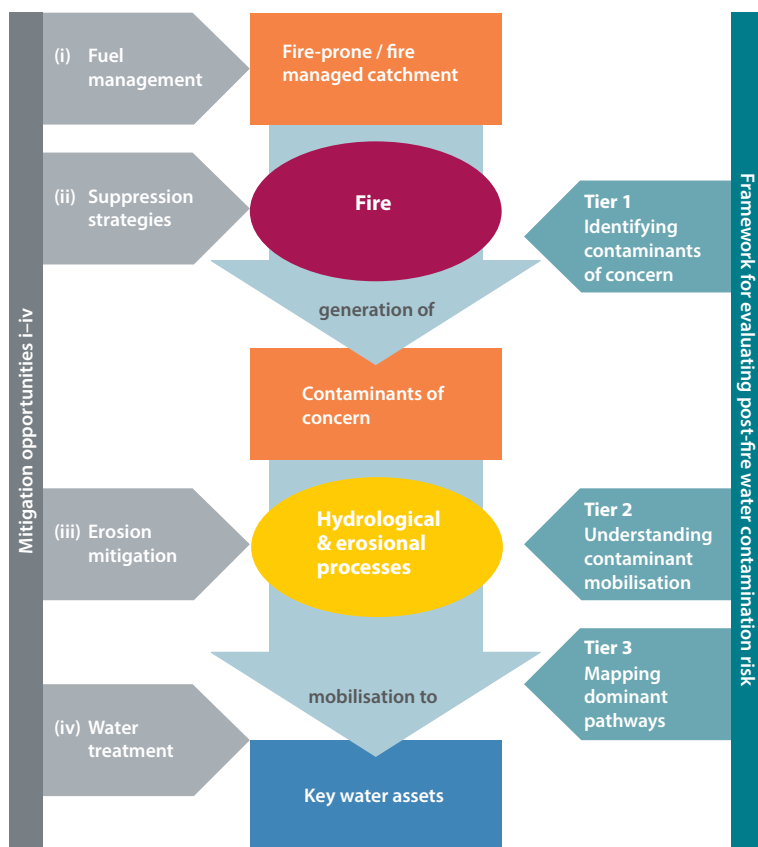 Mitigation opportunities i–iv
(i) Fuel
management
Fire-prone / fire
managed catchment
(ii) Suppression
strategies
Fire
Tier 1
Identifying
contaminants
of concern
Framework for evaluating post-fire water contamination risk
generation of
Contaminants of
concern
(iii) Erosion
mitigation
Hydrological
& erosional
processes
Tier 2
Understanding
contaminant
mobilisation
Tier 3
Mapping
dominant
pathways
mobilisation to
(iv) Water
treatment
Key water assets